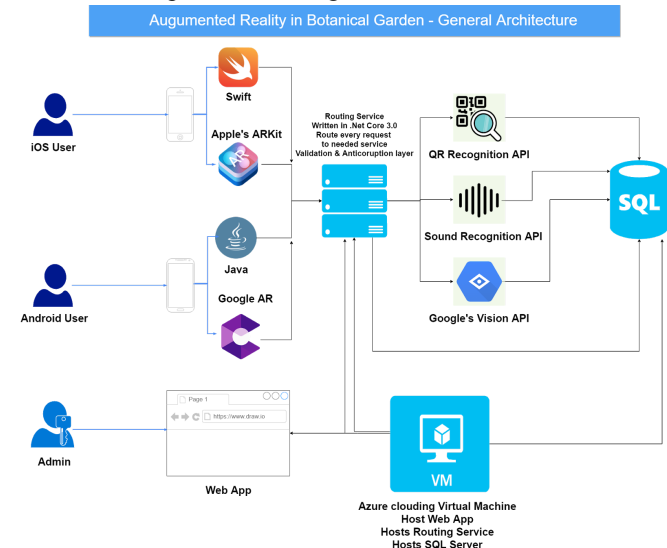 Augumented Reality in Botanical Garden - General Architecture
Swift
iOS User
Apple's ARKit
AR
Routing Service
Written in .Net Core 3.0
Route every request
to needed service
Validation & Anticoruption layer
QR Recognition API
SQL
Sound Recognition API
Java
Google AR
Android User
Google's Vision API
Page 1
https://www.draw.io
Admin
Web App
VM
Azure clouding Virtual Machine
Host Web App
Hosts Routing Service
Hosts SQL Server